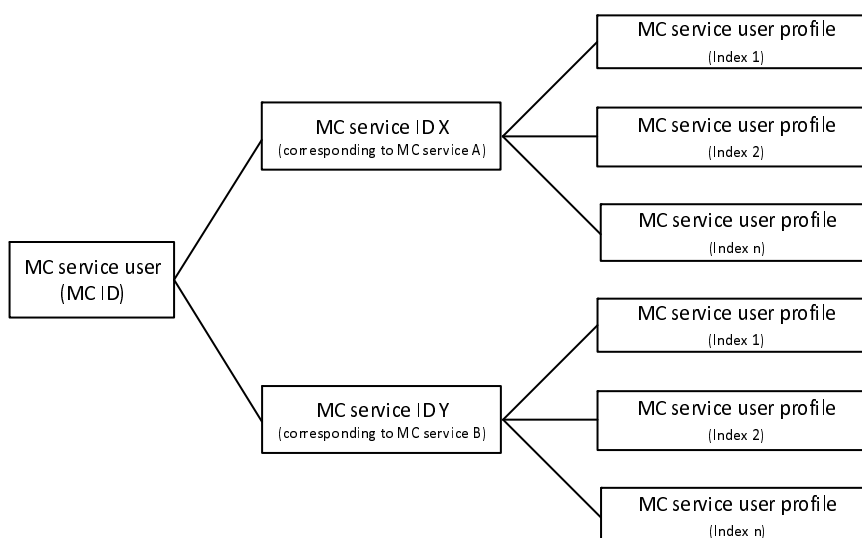 MC service user profile
(Index 1)
MC service ID X
(corresponding to MC service A)
MC service user profile
(Index 2)
MC service user profile
(Index n)
MC service user
(MC ID)
MC service user profile
(Index 1)
MC service ID Y
(corresponding to MC service B)
MC service user profile
(Index 2)
MC service user profile
(Index n)